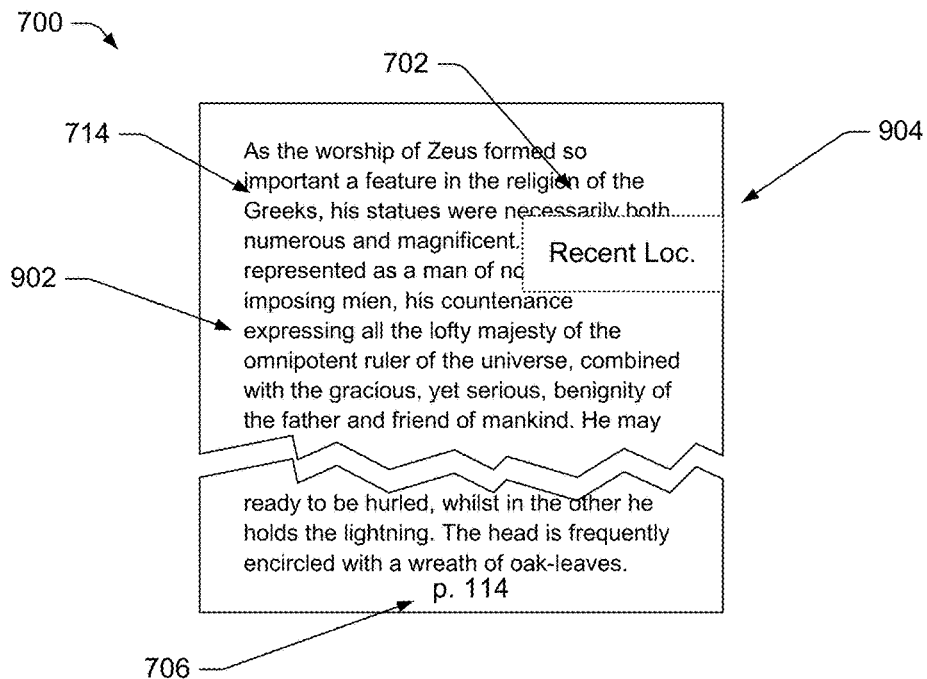 700
702
714
904
As the worship of Zeus formed so
important a feature in the religion of the
Greeks, his statues were necessarily both
numerous and magnificent.
Recent Loc.
represented as a man of no
902
imposing mien, his countenance
expressing all the lofty majesty of the
omnipotent ruler of the universe, combined
with the gracious, yet serious, benignity of
the father and friend of mankind. He may
ready to be hurled, whilst in the other he
holds the lightning. The head is frequently
encircled with a wreath of oak-leaves.
p. 114
706